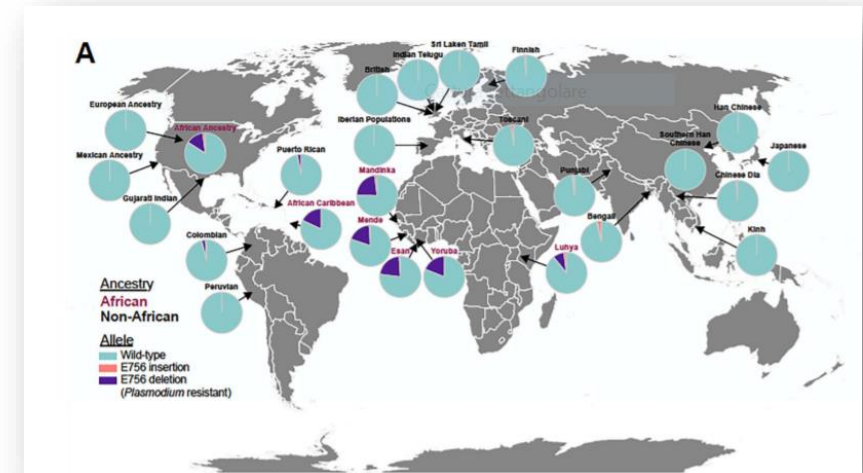 A
Sri Laken Tamil
Finnish
Indian Telugu
British
European Ancestry
African Ancestry
Iberian Populations
Toscani
Han Chinese
Southern Han
Chinese
Japanese
Mexican Ancestry
Puerto Rican
Mandinka
Punjabi
Chinese Dia
Gujarati Indian
African Caribbean
Mende
Bengali
Colombian
Esan
Yoruba
Luhya
Kinh
Peruvian
Ancestry
African
Non-African
Allele
Wild-type
E756 insertion
E756 deletion
(Plasmodium resistant)